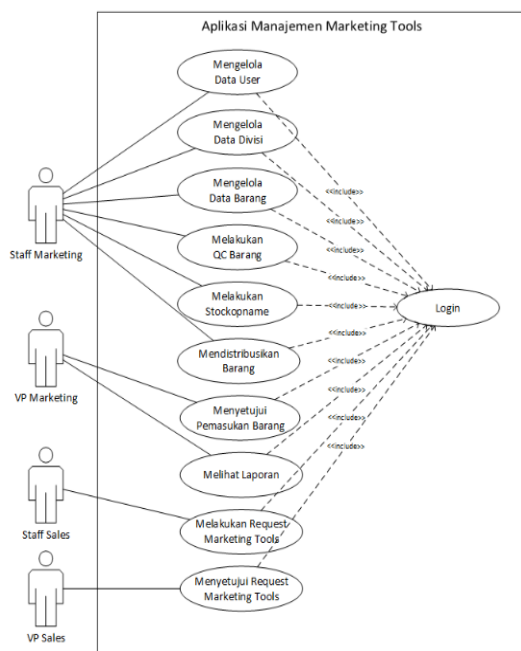 Aplikasi Manajemen Marketing Tools
Mengelola
Data User
Mengelola
Data Divisi
<<include>>
Mengelola
Data Barang
<<include>>
Staff Marketing
Melakukan
QC Barang
<<include>>
<<include>>
Melakukan
Stockopname
<<include>>
Login
<<include>>
Mendistribusikan
Barang
<<include>>
VP Marketing
Menyetujui
Pemasukan Barang
<<include>>
<<include>>
Melihat Laporan
Staff Sales
Melakukan Request
Marketing Tools
Menyetujui Request
Marketing Tools
VP Sales